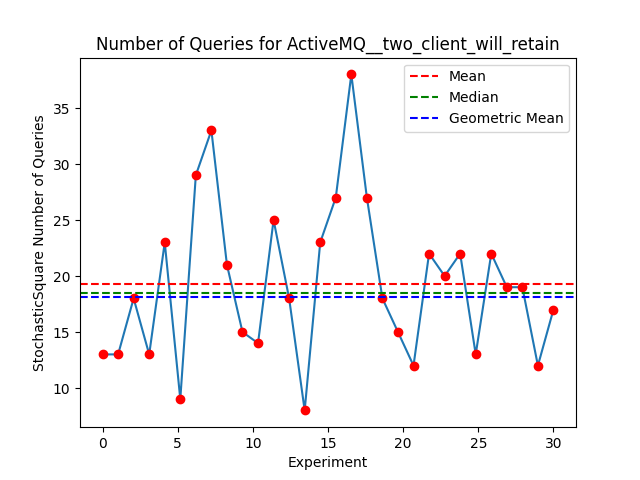 Number of Queries for ActiveMQ__two_client_will_retain
Mean
Median
Geometric Mean
StochasticSquare Number of Queries
35
30
25
20
15
10
0 5 10 15 20 25 30
Experiment